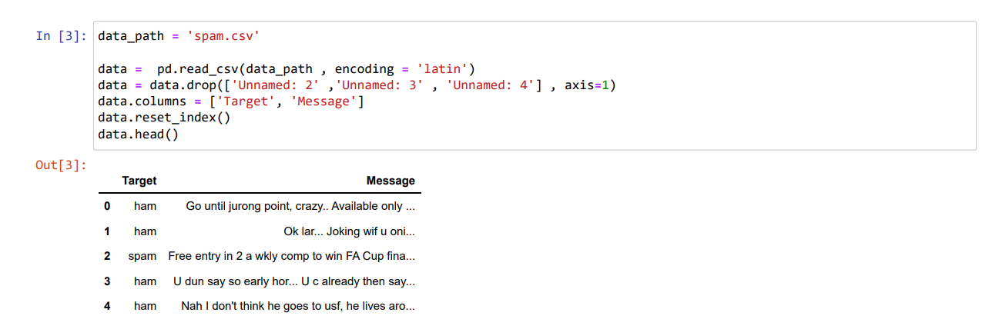 In [3]: data_path = 'spam.csv'
data =  pd.read_csv(data_path , encoding = 'latin')
data = data.drop(['Unnamed: 2' ,'Unnamed: 3' , 'Unnamed: 4'] , axis=1)
data.columns = ['Target', 'Message']
data.reset_index()
data.head()
Out[3]:
Target Message
0 ham Go until jurong point, crazy.. Available only ...
1 ham Ok lar... Joking wif u oni...
2 spam Free entry in 2 a wkly comp to win FA Cup fina...
3 ham U dun say so early hor... U c already then say...
4 ham Nah I don't think he goes to usf, he lives aro...